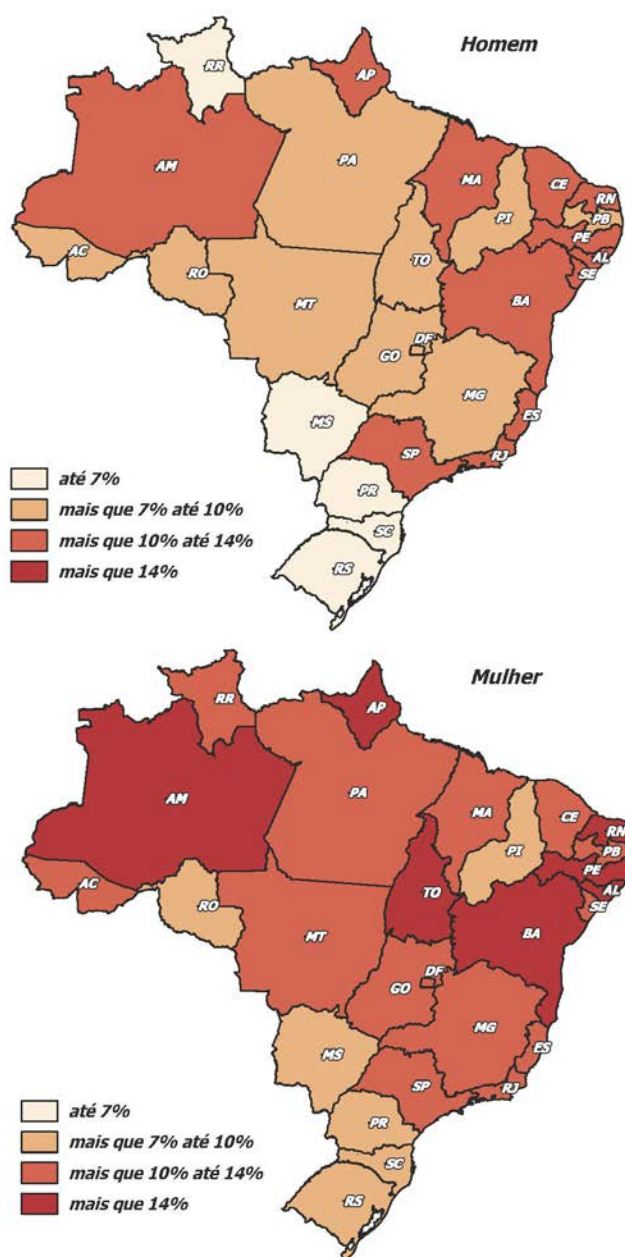 Homem
RR
AP
AM
PA
MA
CE
RN
PI
PB
PE
AC
TO
AL
RO
SE
BA
MT
DF
GO
MG
MS
ES
SP
RJ
PR
SC
RS
até 7%
mais que 7% até 10%
mais que 10% até 14%
mais que 14%
Mulher
RR
AP
AM
PA
MA
CE
RN
PI
PB
PE
AC
TO
AL
RO
SE
BA
MT
DF
GO
MG
MS
ES
SP
RJ
PR
SC
RS
até 7%
mais que 7% até 10%
mais que 10% até 14%
mais que 14%